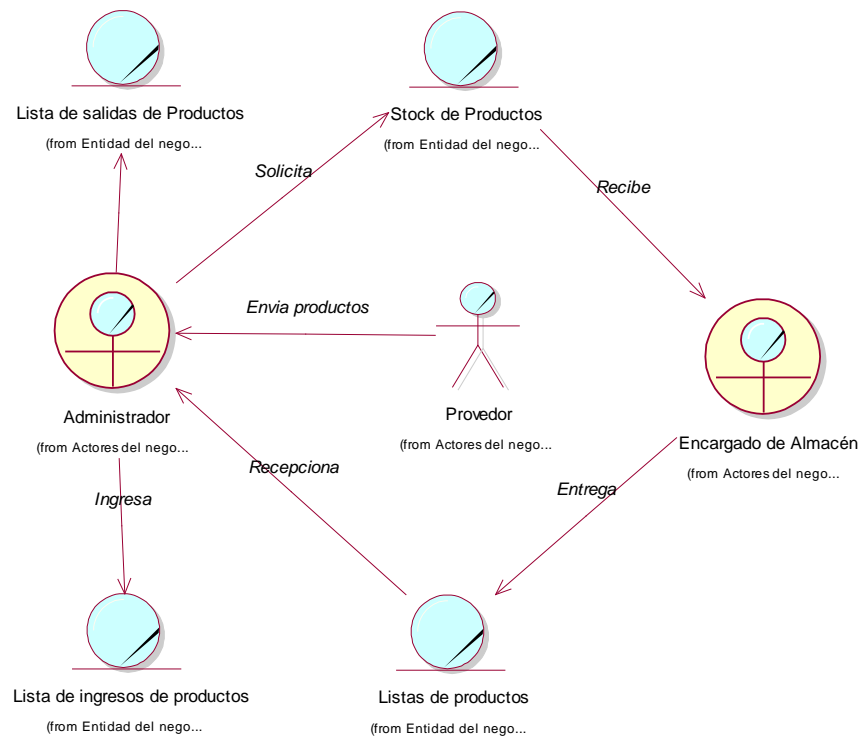 Lista de salidas de Productos
(from Entidad del nego...
Stock de Productos
(from Entidad del nego...
Solicita
Recibe
Envia productos
Administrador
(from Actores del nego...
Provedor
(from Actores del nego...
Encargado de Almacén
(from Actores del nego...
Recepciona
Ingresa
Entrega
Lista de ingresos de productos
(from Entidad del nego...
Listas de productos
(from Entidad del nego...